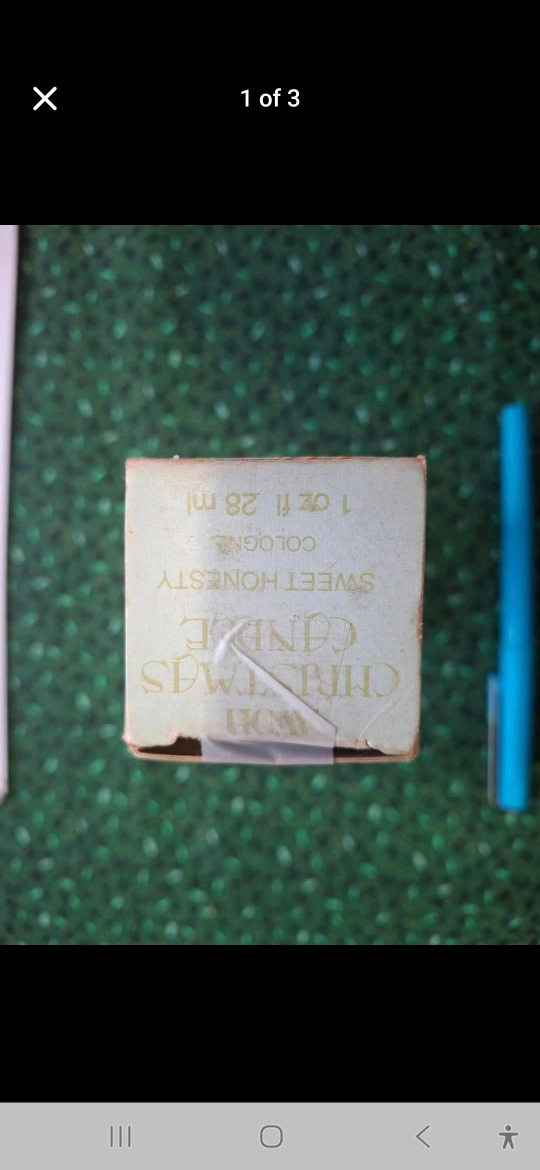 1 of 3
Avon
CHRISTMAS
CANDLE
SWEET HONESTY
COLOGNE
1 oz fl 28 ml